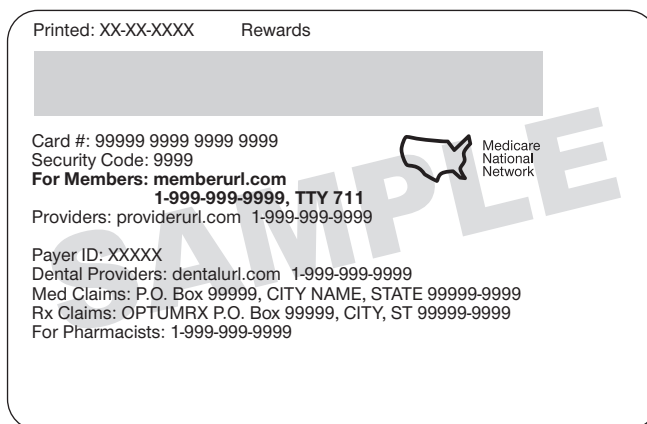 Printed: XX-XX-XXXX Rewards
Card #: 99999 9999 9999 9999
Security Code: 9999
For Members: memberurl.com
1-999-999-9999, TTY 711
Providers: providerurl.com 1-999-999-9999
Medicare
National
Network
Payer ID: XXXXX
Dental Providers: dentalurl.com 1-999-999-9999
Med Claims: P.O. Box 99999, CITY NAME, STATE 99999-9999
Rx Claims: OPTUMRX P.O. Box 99999, CITY, ST 99999-9999
For Pharmacists: 1-999-999-9999
SAMPLE